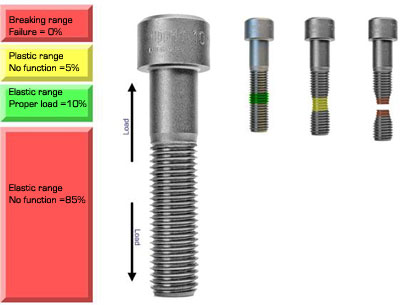 Breaking range
Failure = 0%
Plastic range
No function =5%
Elastic range
Proper load =10%
Elastic range
No function =85%
Load
Load